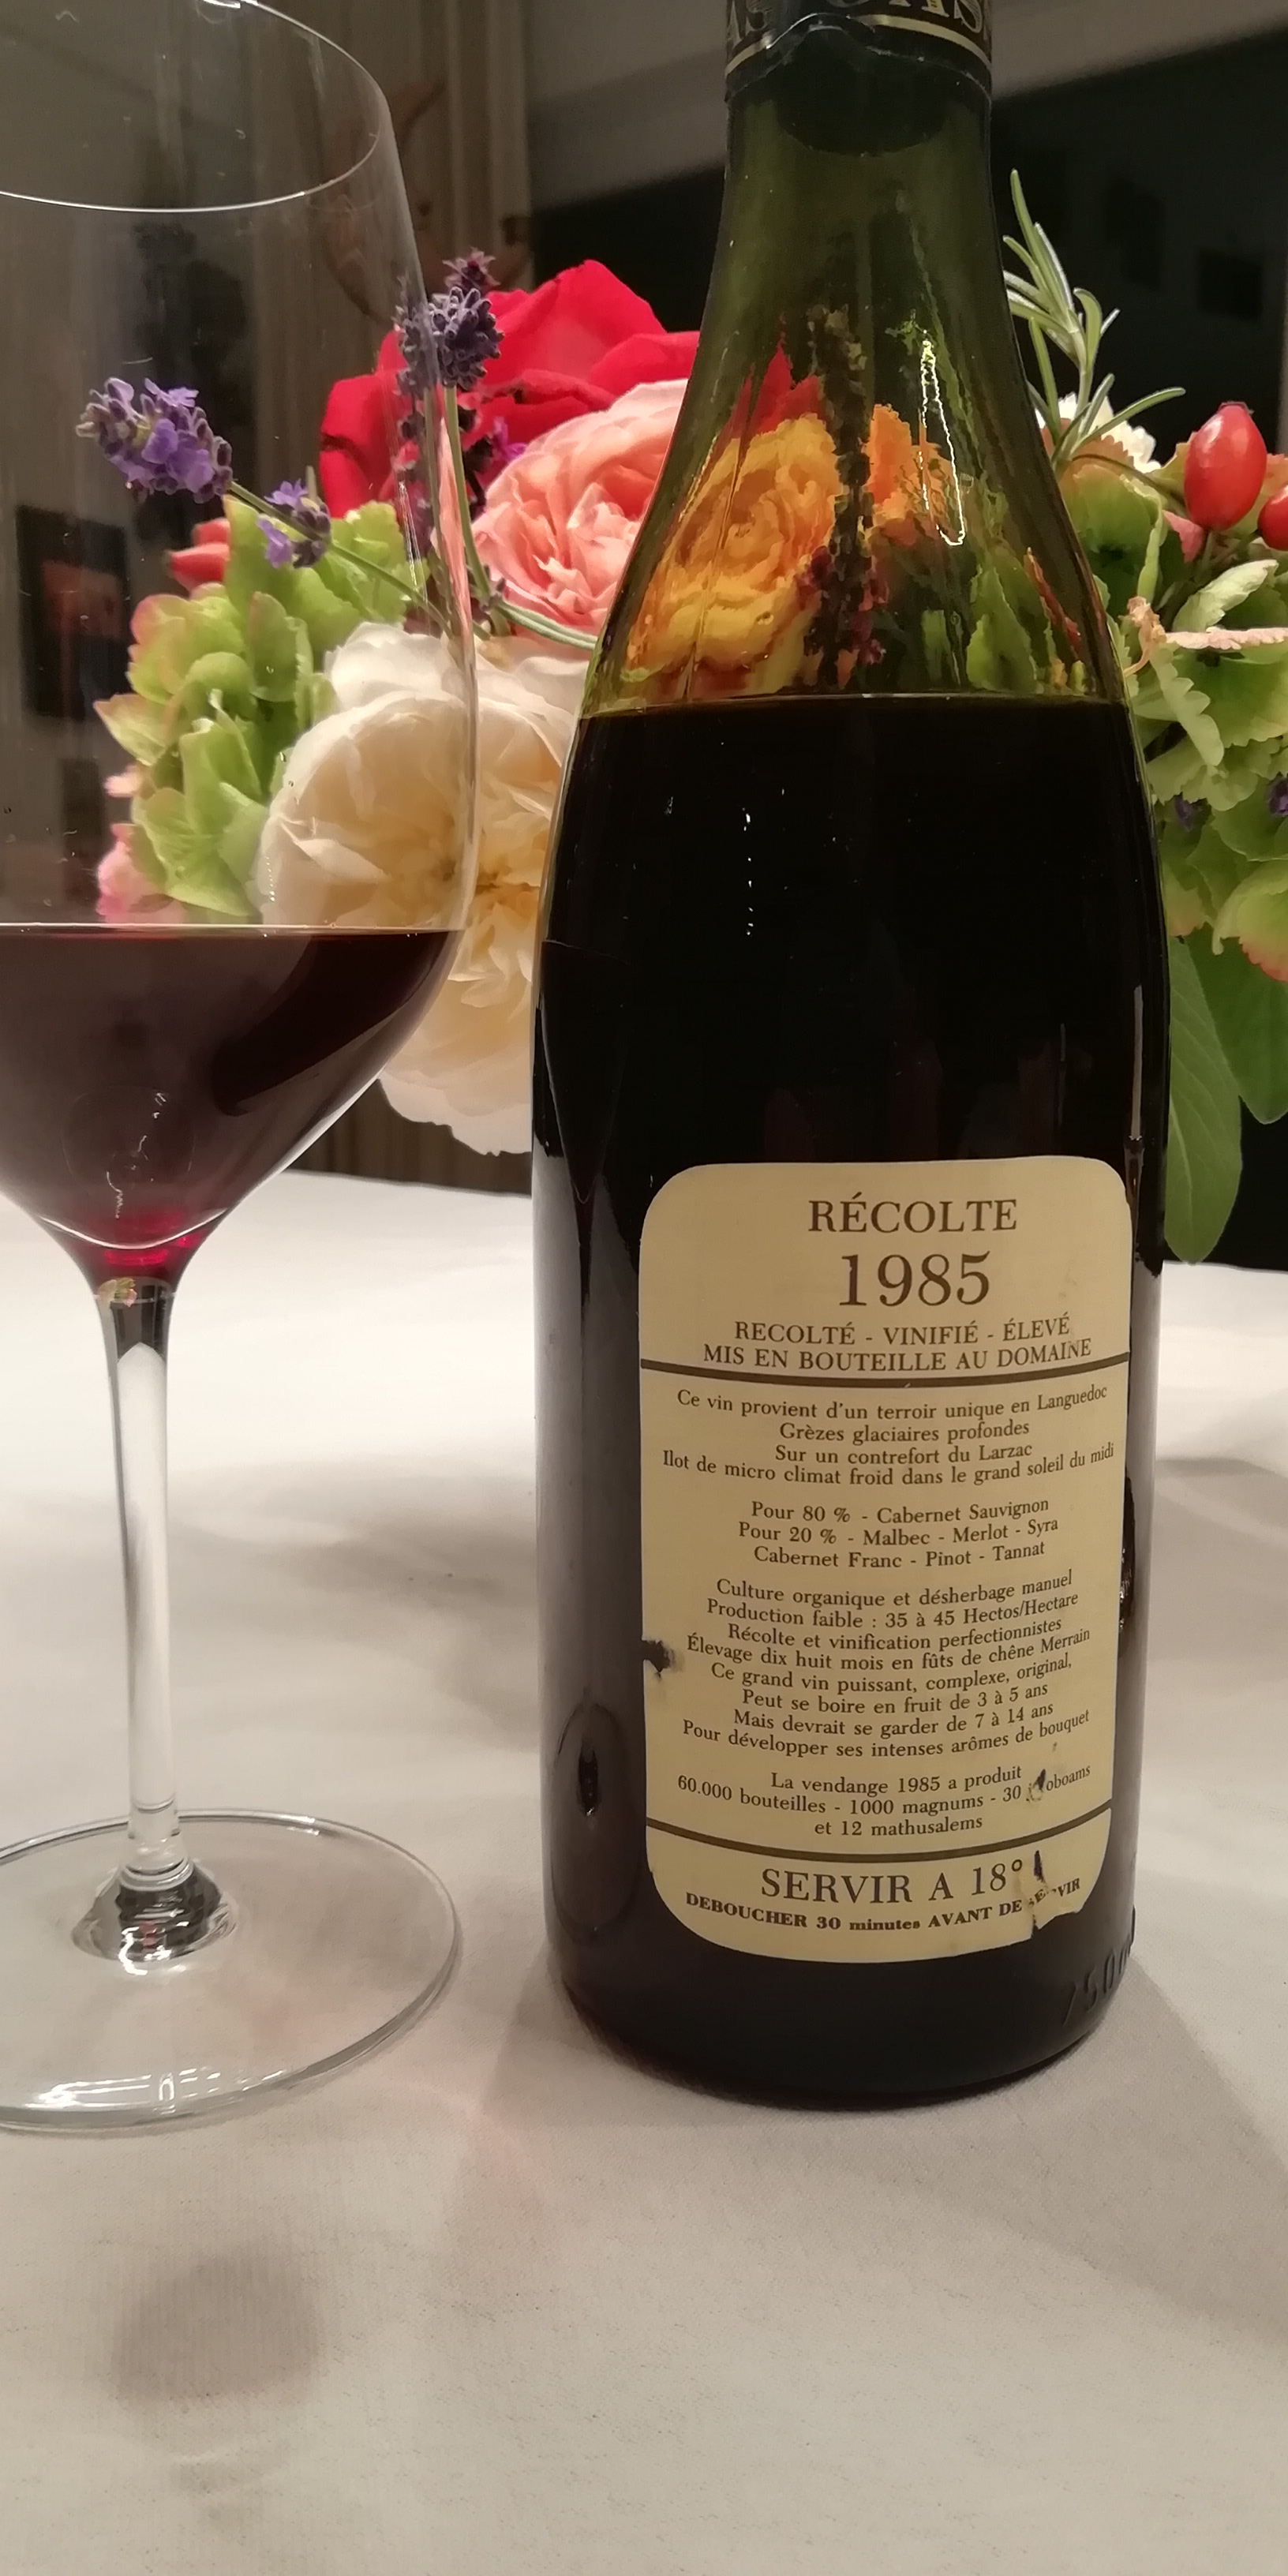 RÉCOLTE
1985
RECOLTÉ - VINIFIÉ - ÉLEVÉ
MIS EN BOUTEILLE AU DOMAINE
Ce vin provient d'un terroir unique en Languedoc
Grèzes glaciaires profondes
Sur un contrefort du Larzac
Ilot de micro climat froid dans le grand soleil du midi
Pour 80 % - Cabernet Sauvignon
Pour 20 % - Malbec - Merlot - Syra
Cabernet Franc - Pinot - Tannat
Culture organique et désherbage manuel
Production faible : 35 à 45 Hectos/Hectare
Récolte et vinification perfectionnistes
Élevage dix huit mois en fûts de chêne Merrain
Ce grand vin puissant, complexe, original,
Peut se boire en fruit de 3 à 5 ans
Mais devrait se garder de 7 à 14 ans
Pour développer ses intenses arômes de bouquet
La vendange 1985 a produit
60.000 bouteilles - 1000 magnums - 30 oboams
et 12 mathusalems
SERVIR A 18°
DEBOUCHER 30 minutes AVANT DE